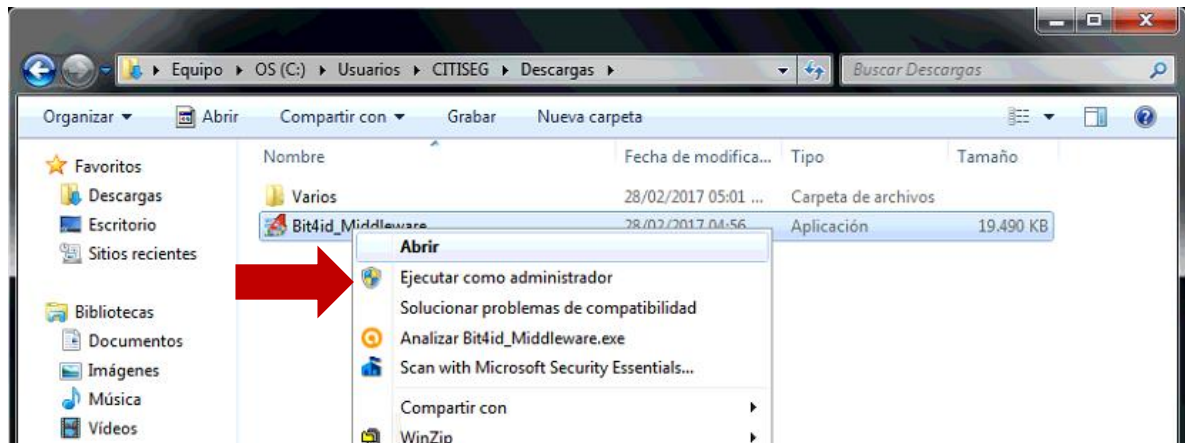 Equipo ▸ OS (C:) ▸ Usuarios ▸ CITISEG ▸ Descargas ▸ Buscar Descargas
Organizar Abrir Compartir con Grabar Nueva carpeta
Favoritos
Descargas
Escritorio
Sitios recientes
Bibliotecas
Documentos
Imágenes
Música
Vídeos
Nombre Fecha de modifica... Tipo Tamaño
Varios 28/02/2017 05:01 ... Carpeta de archivos
Bit4id_Middleware 28/02/2017 04:56 Aplicación 19.490 KB
Abrir
Ejecutar como administrador
Solucionar problemas de compatibilidad
Analizar Bit4id_Middleware.exe
Scan with Microsoft Security Essentials...
Compartir con
WinZip